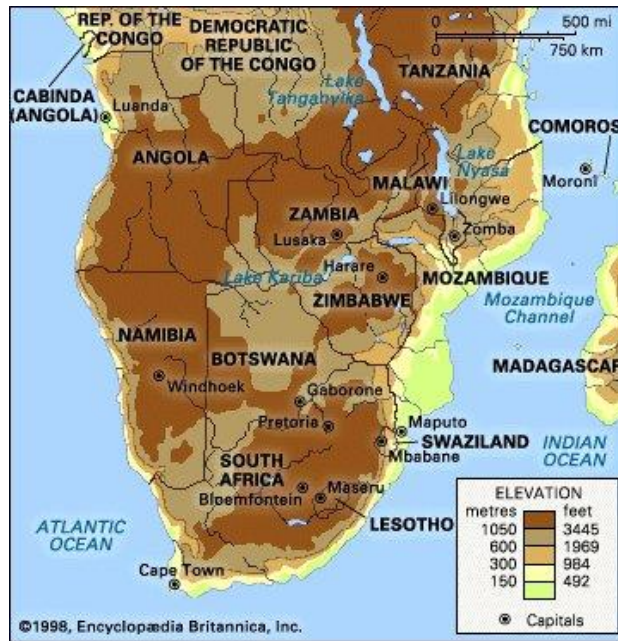 REP. OF THE
CONGO
DEMOCRATIC
REPUBLIC
OF THE CONGO
0 500 mi
0 750 km
TANZANIA
CABINDA
(ANGOLA)
Luanda
Lake
Tanganyika
COMOROS
ANGOLA
Lake
Nyasa
MALAWI
Moroni
Lilongwe
ZAMBIA
Lusaka
Zomba
Lake Kariba
Harare
MOZAMBIQUE
ZIMBABWE
Mozambique
Channel
NAMIBIA
BOTSWANA
MADAGASCAR
Windhoek
Gaborone
Pretoria
Maputo
SWAZILAND
Mbabane
INDIAN
OCEAN
SOUTH
AFRICA
Bloemfontein
Maseru
LESOTHO
ATLANTIC
OCEAN
Cape Town
ELEVATION
metres feet
1050 3445
600 1969
300 984
150 492
Capitals
©1998, Encyclopædia Britannica, Inc.